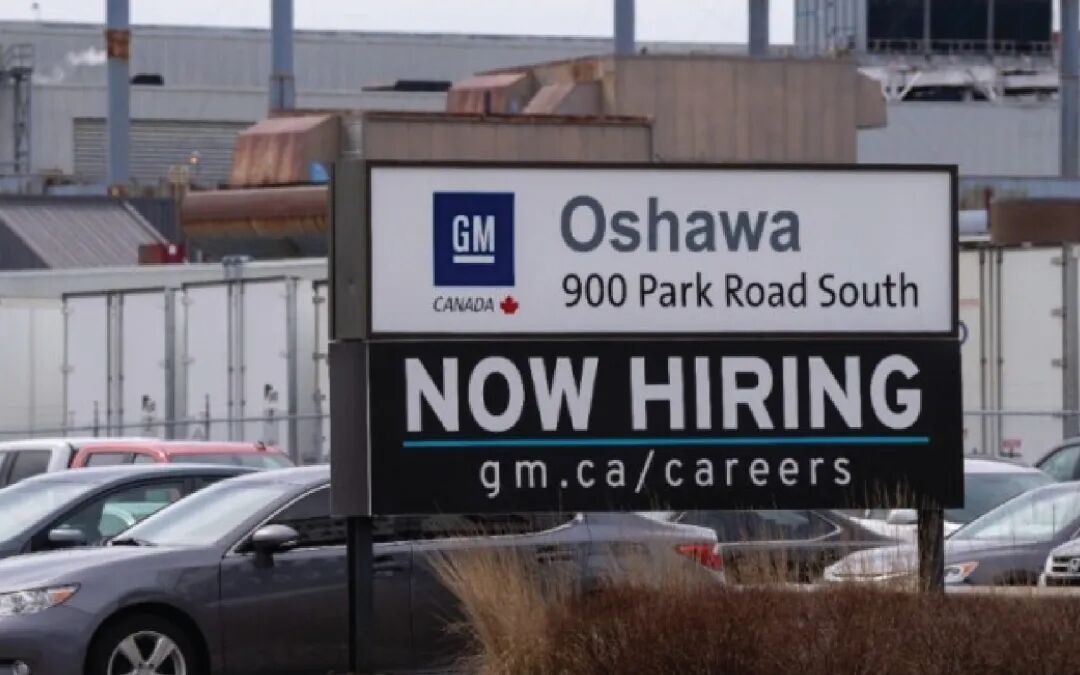 GM
CANADA
Oshawa
900 Park Road South
NOW HIRING
gm.ca/careers